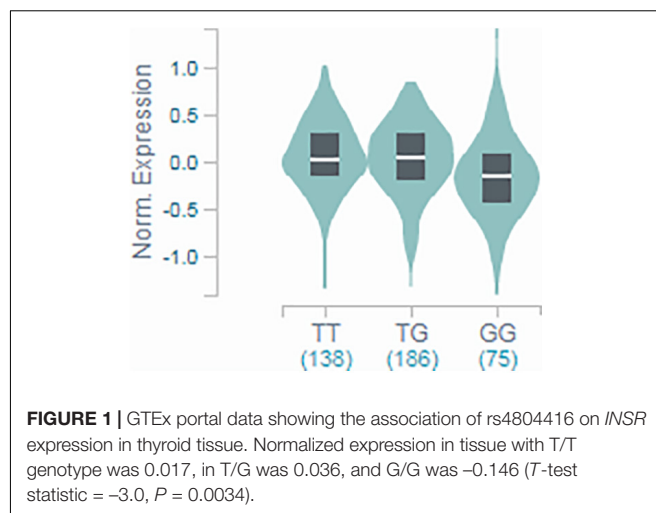 Norm. Expression
1.0
0.5
0.0
-0.5
-1.0
TT TG GG
(138) (186) (75)
FIGURE 1 | GTEx portal data showing the association of rs4804416 on INSR
expression in thyroid tissue. Normalized expression in tissue with T/T
genotype was 0.017, in T/G was 0.036, and G/G was –0.146 (T-test
statistic = –3.0, P = 0.0034).